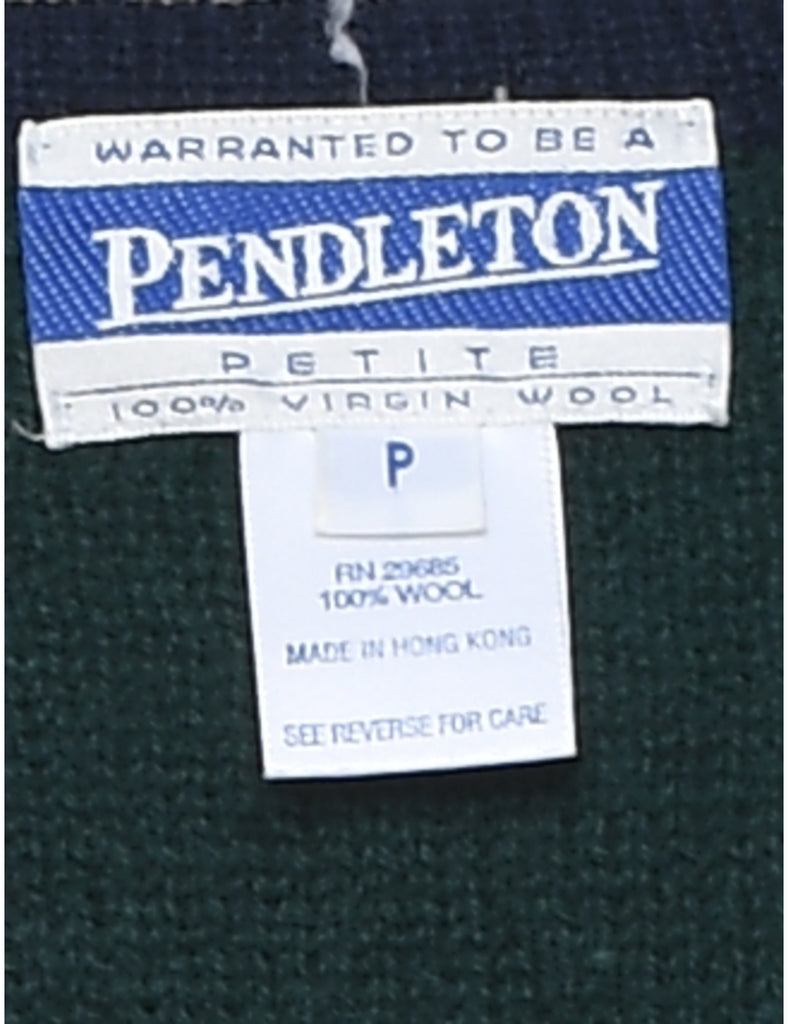 WARRANTED TO BE A
PENDLETON
PETITE
100% VIRGIN WOOL
P
RN 29685
100% WOOL
MADE IN HONG KONG
SEE REVERSE FOR CARE